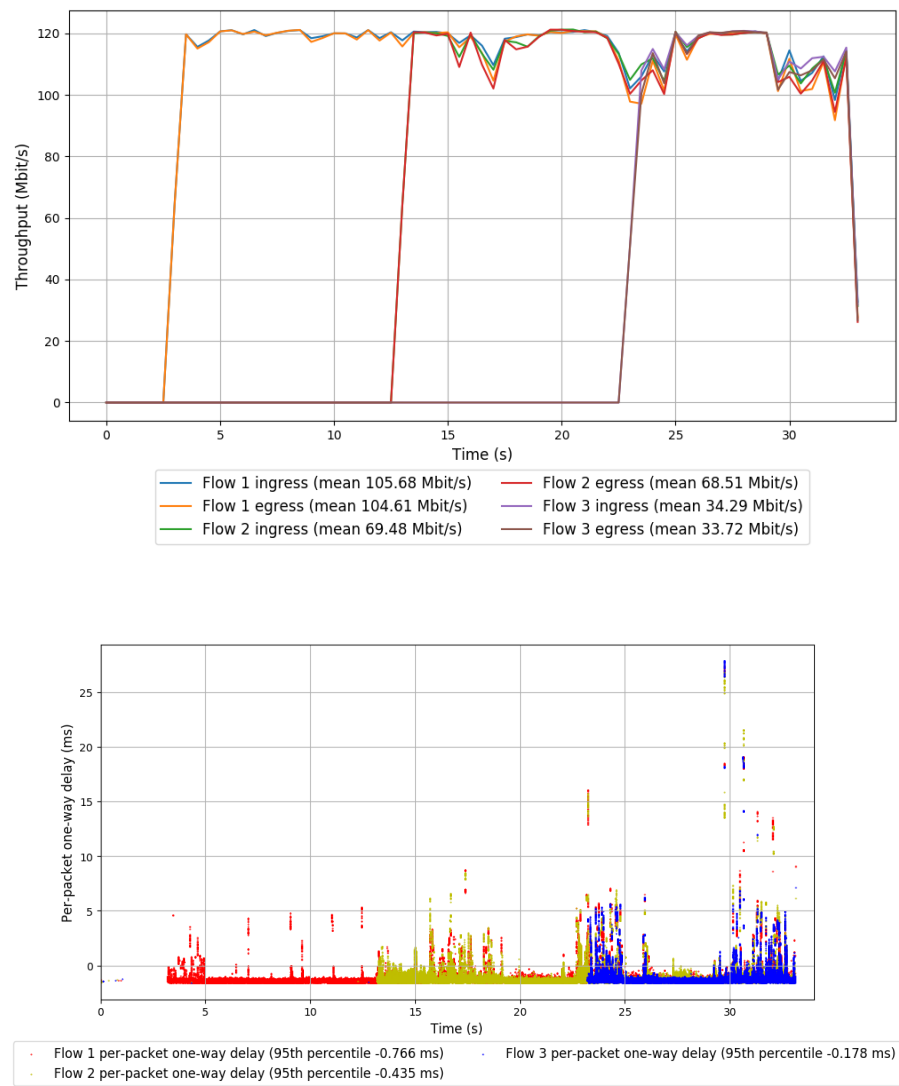 120
100
80
60
40
20
0
Throughput (Mbit/s)
0 5 10 15 20 25 30
Time (s)
Flow 1 ingress (mean 105.68 Mbit/s) Flow 2 egress (mean 68.51 Mbit/s)
Flow 1 egress (mean 104.61 Mbit/s) Flow 3 ingress (mean 34.29 Mbit/s)
Flow 2 ingress (mean 69.48 Mbit/s) Flow 3 egress (mean 33.72 Mbit/s)
25
20
15
10
5
0
Per-packet one-way delay (ms)
0 5 10 15 20 25 30
Time (s)
Flow 1 per-packet one-way delay (95th percentile -0.766 ms) Flow 3 per-packet one-way delay (95th percentile -0.178 ms)
Flow 2 per-packet one-way delay (95th percentile -0.435 ms)